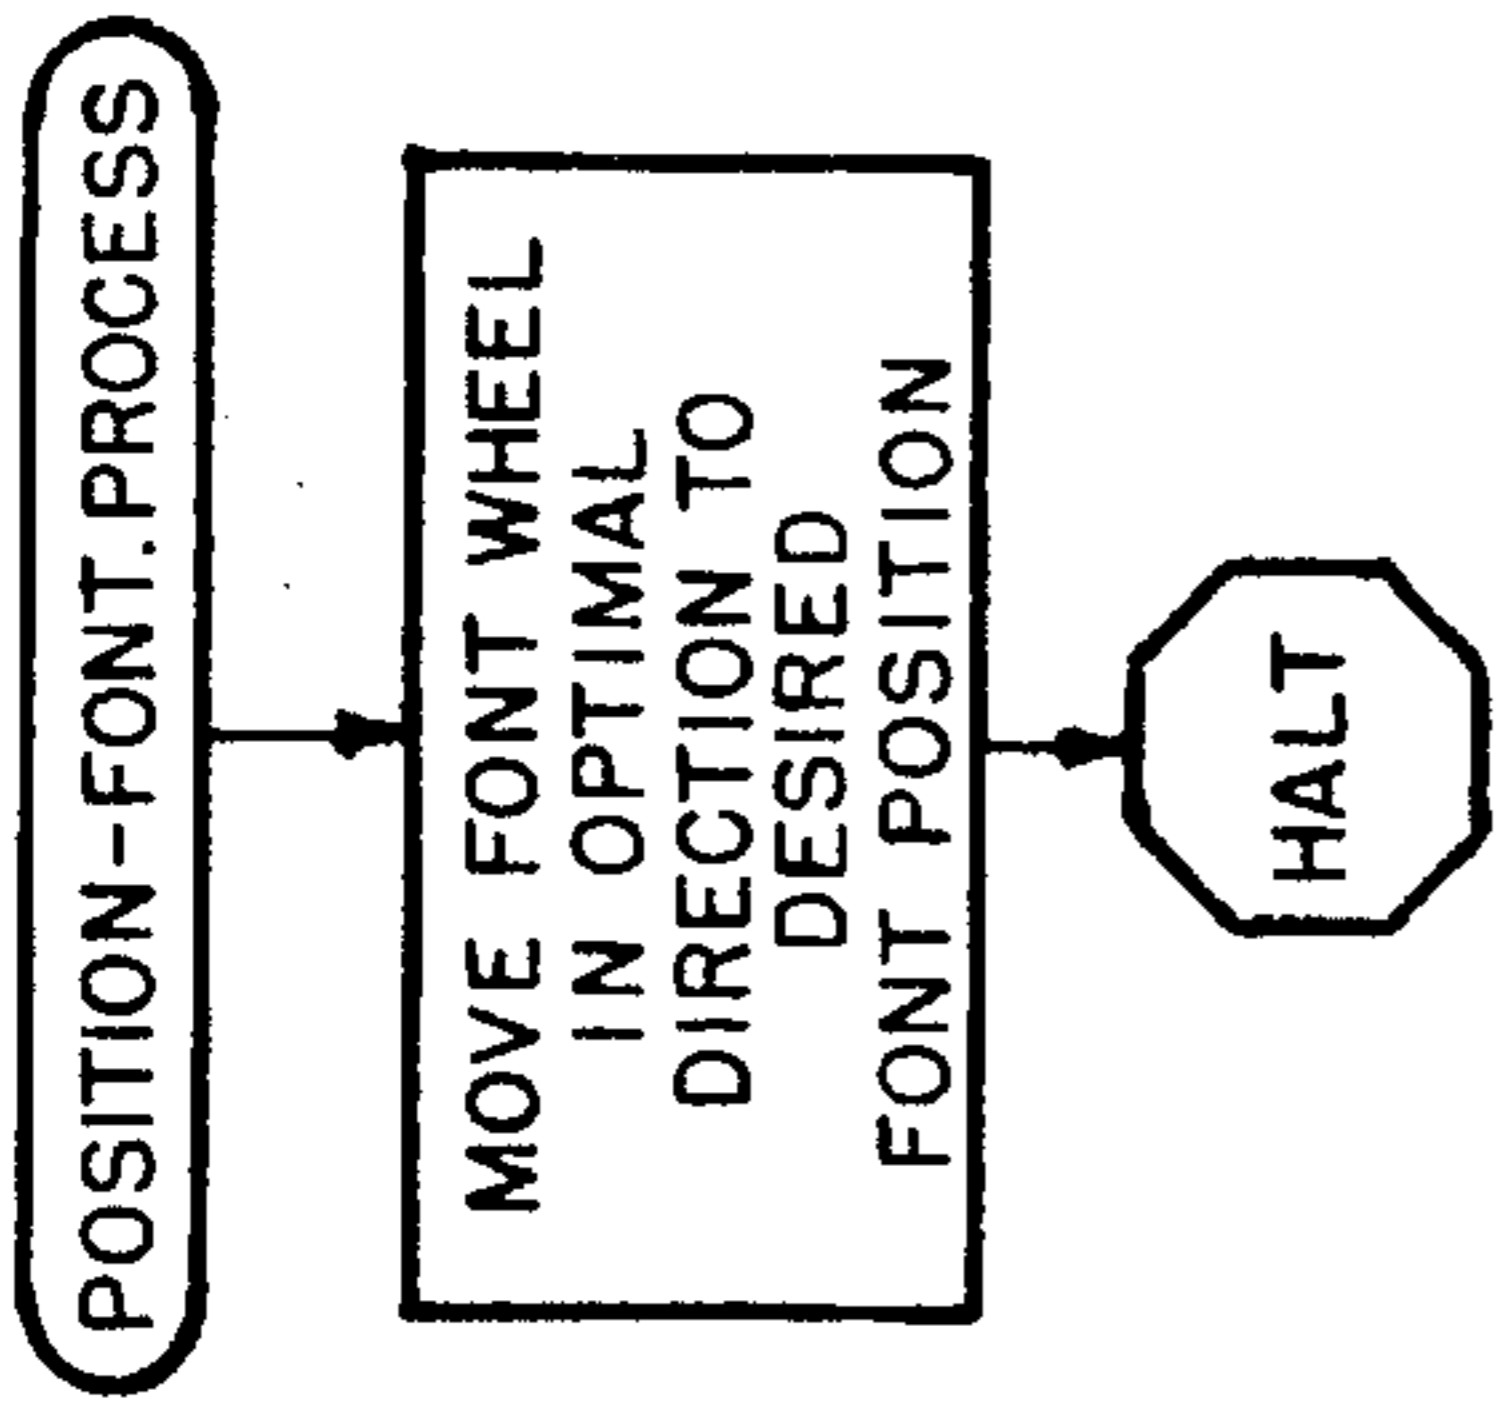 POSITION-FONT.PROCESS
MOVE FONT WHEEL
IN OPTIMAL
DIRECTION TO
DESIRED
FONT POSITION
HALT